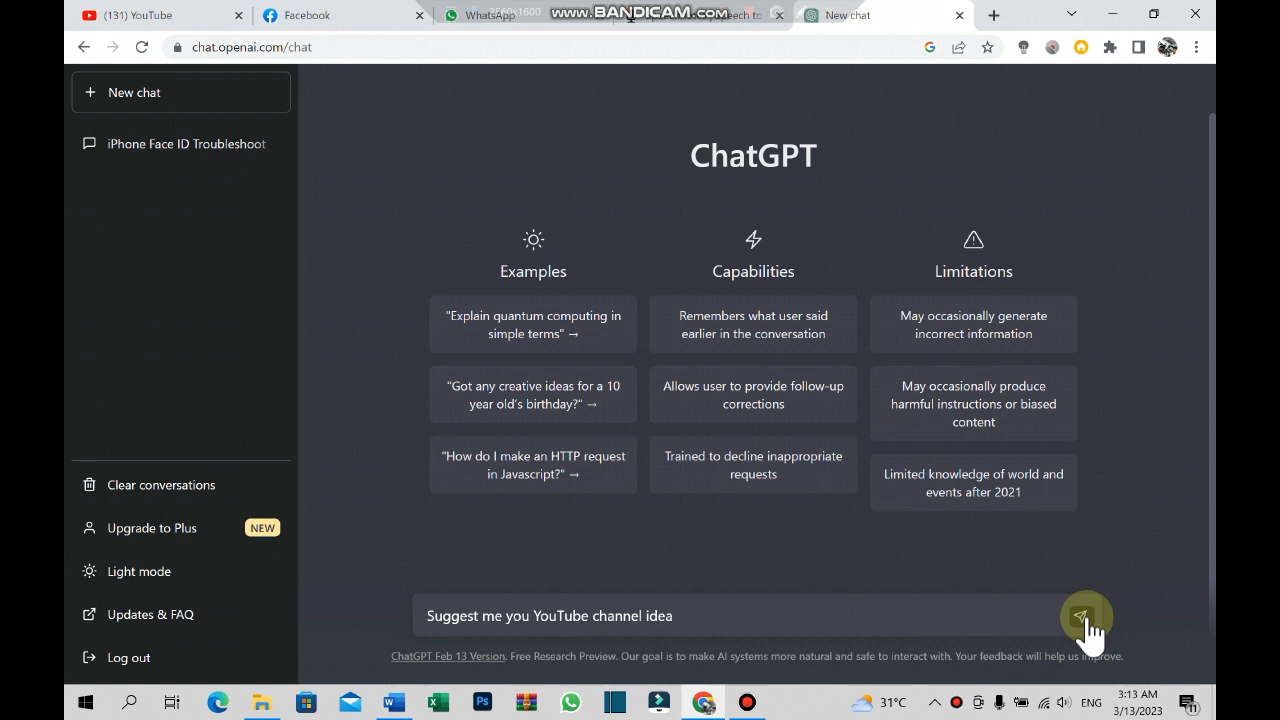 (131) YouTube
Facebook
WhatsApp
2560x1600
www.BANDICAM.com
eech to
New chat
chat.openai.com/chat
New chat
iPhone Face ID Troubleshoot
ChatGPT
Examples
Capabilities
Limitations
"Explain quantum computing in
simple terms" →
Remembers what user said
earlier in the conversation
May occasionally generate
incorrect information
"Got any creative ideas for a 10
year old's birthday?" →
Allows user to provide follow-up
corrections
May occasionally produce
harmful instructions or biased
content
"How do I make an HTTP request
in Javascript?" →
Trained to decline inappropriate
requests
Limited knowledge of world and
events after 2021
Clear conversations
Upgrade to Plus
NEW
Light mode
Updates & FAQ
Log out
Suggest me you YouTube channel idea
ChatGPT Feb 13 Version. Free Research Preview. Our goal is to make AI systems more natural and safe to interact with. Your feedback will help us improve.
31°C
ENG
3:13 AM
3/13/2023